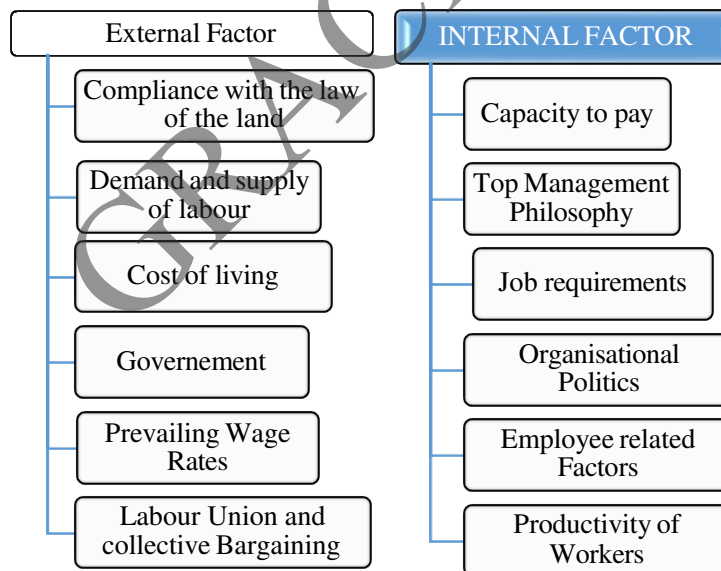 External Factor
Compliance with the law
of the land
Demand and supply
of labour
Cost of living
Governement
Prevailing Wage
Rates
Labour Union and
collective Bargaining
INTERNAL FACTOR
Capacity to pay
Top Management
Philosophy
Job requirements
Organisational
Politics
Employee related
Factors
Productivity of
Workers